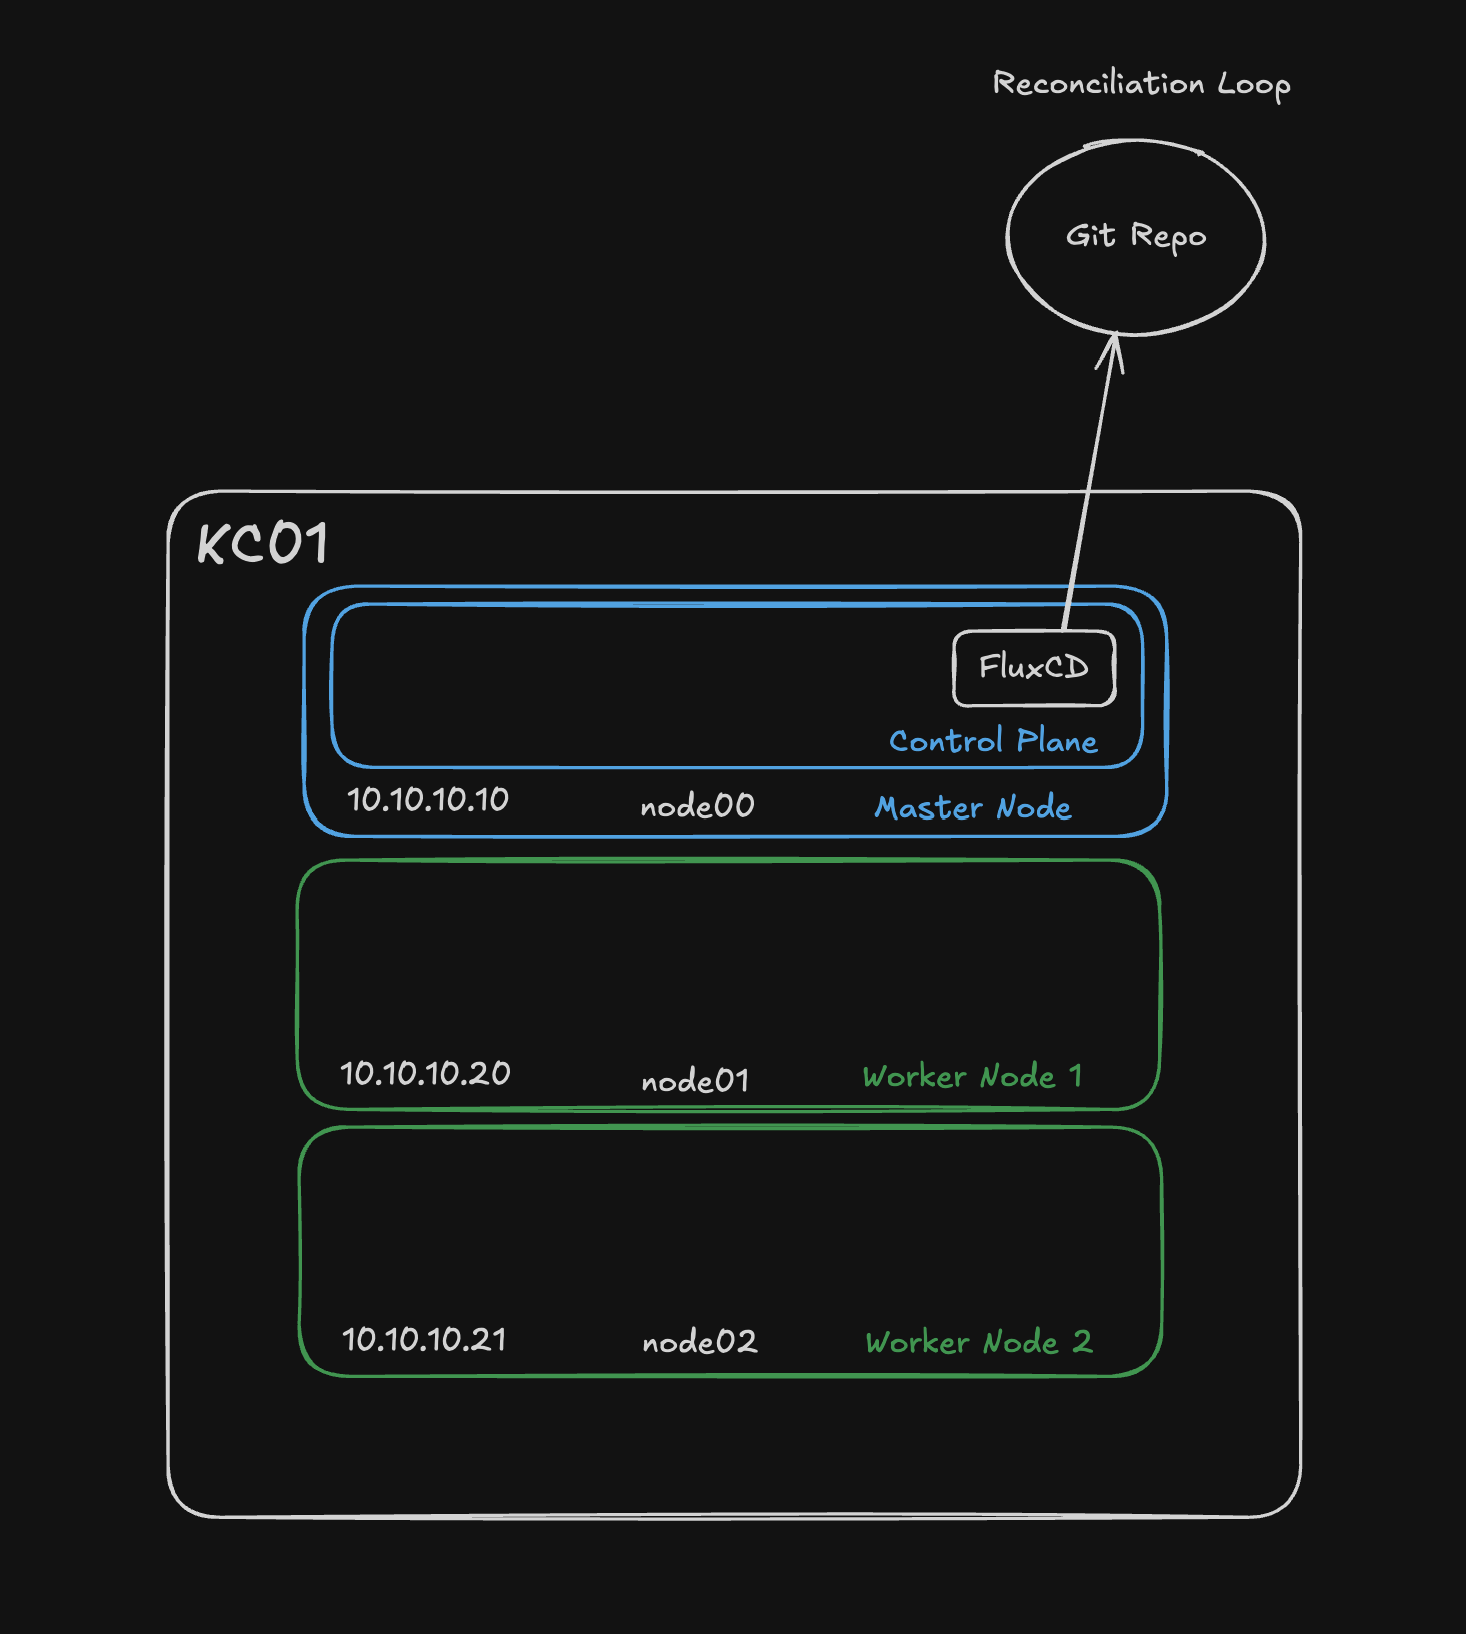 Reconciliation Loop
Git Repo
KC01
FluxCD
Control Plane
10.10.10.10
node00
Master Node
10.10.10.20
node01
Worker Node 1
10.10.10.21
node02
Worker Node 2